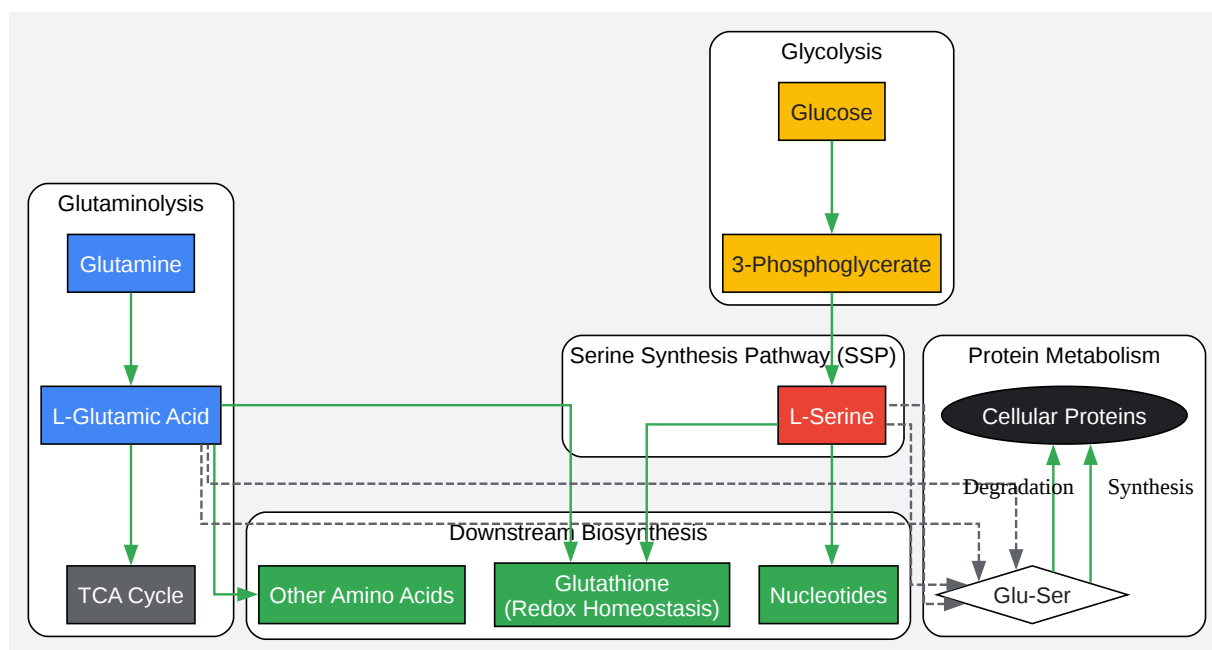 Glycolysis
Glucose
Glutaminolysis
Glutamine
3-Phosphoglycerate
Serine Synthesis Pathway (SSP)
Protein Metabolism
L-Glutamic Acid
L-Serine
Cellular Proteins
Degradation
Synthesis
Downstream Biosynthesis
TCA Cycle
Other Amino Acids
Glutathione
(Redox Homeostasis)
Nucleotides
Glu-Ser